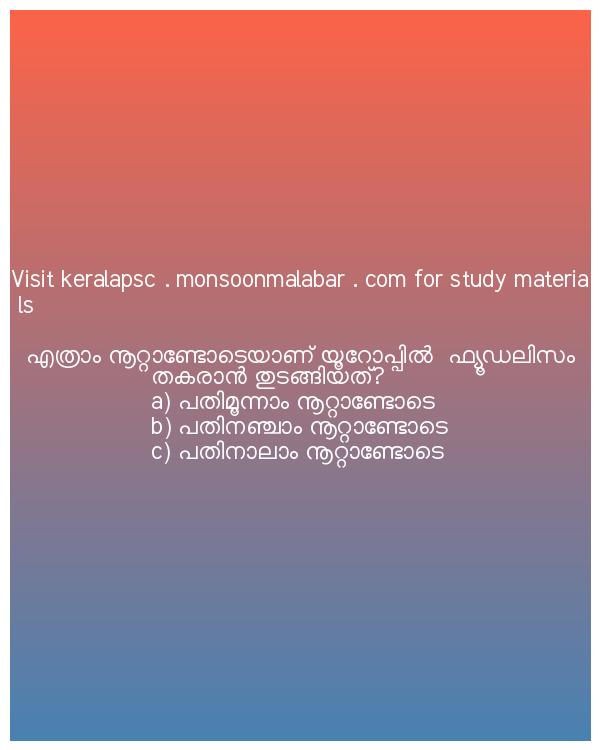 Visit keralapsc . monsoonmalabar . com for study materia
ls
എത്രാം നൂറ്റാണ്ടോടെയാണ് യൂറോപ്പിൽ ഫ്യൂഡലിസം
തകരാൻ തുടങ്ങിയത്?
a) പതിമൂന്നാം നൂറ്റാണ്ടോടെ
b) പതിനഞ്ചാം നൂറ്റാണ്ടോടെ
c) പതിനാലാം നൂറ്റാണ്ടോടെ